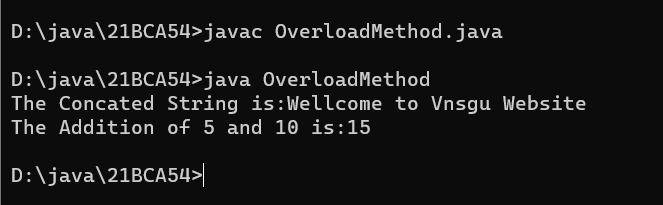 D:\java\21BCA54>javac OverloadMethod.java
D:\java\21BCA54>java OverloadMethod
The Concated String is:Wellcome to Vnsgu Website
The Addition of 5 and 10 is:15
D:\java\21BCA54>